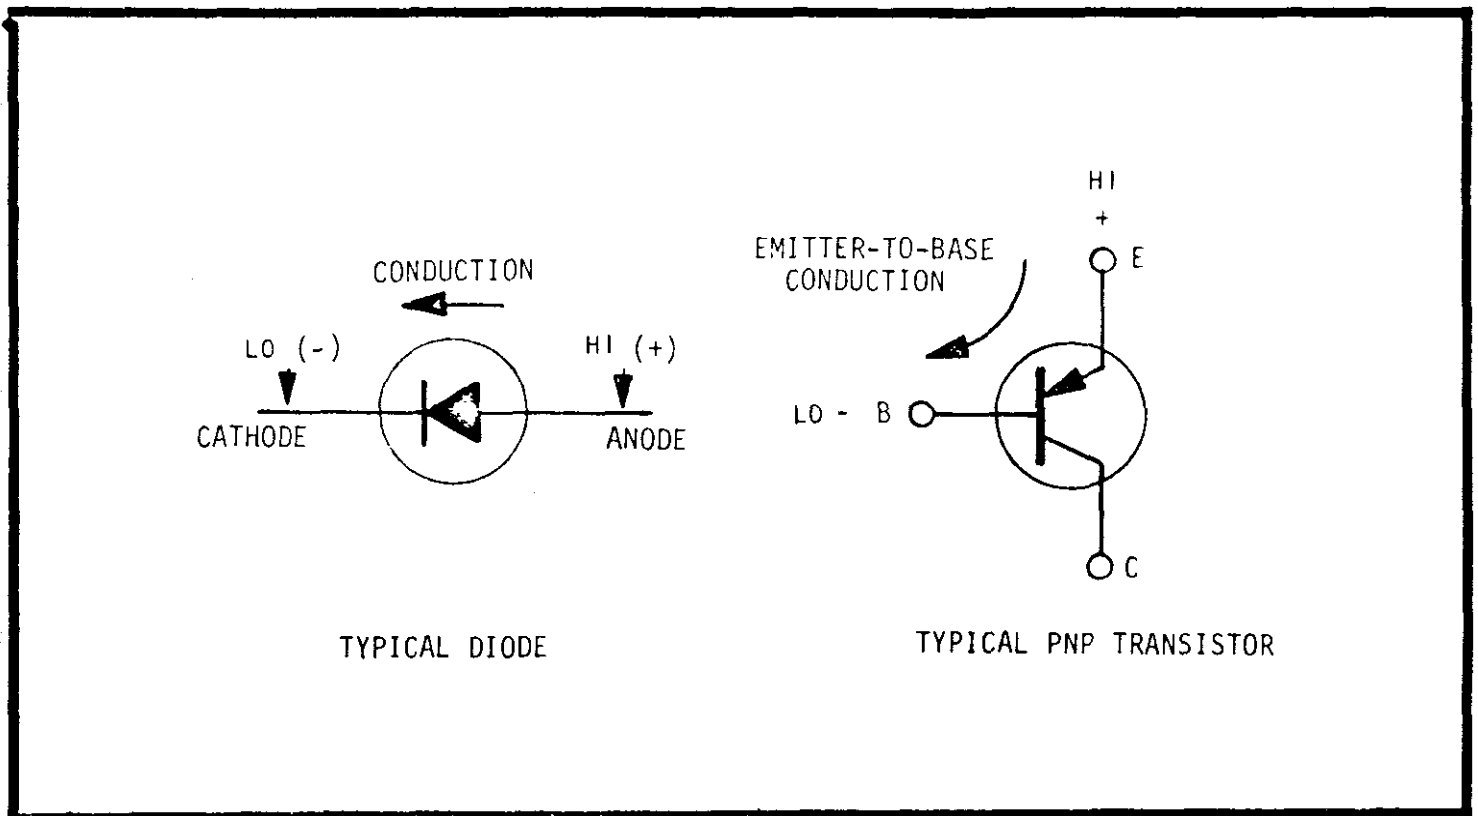 CONDUCTION
LO (-)
HI (+)
CATHODE
ANODE
TYPICAL DIODE
HI
+
E
EMITTER-TO-BASE
CONDUCTION
LO - B
C
TYPICAL PNP TRANSISTOR